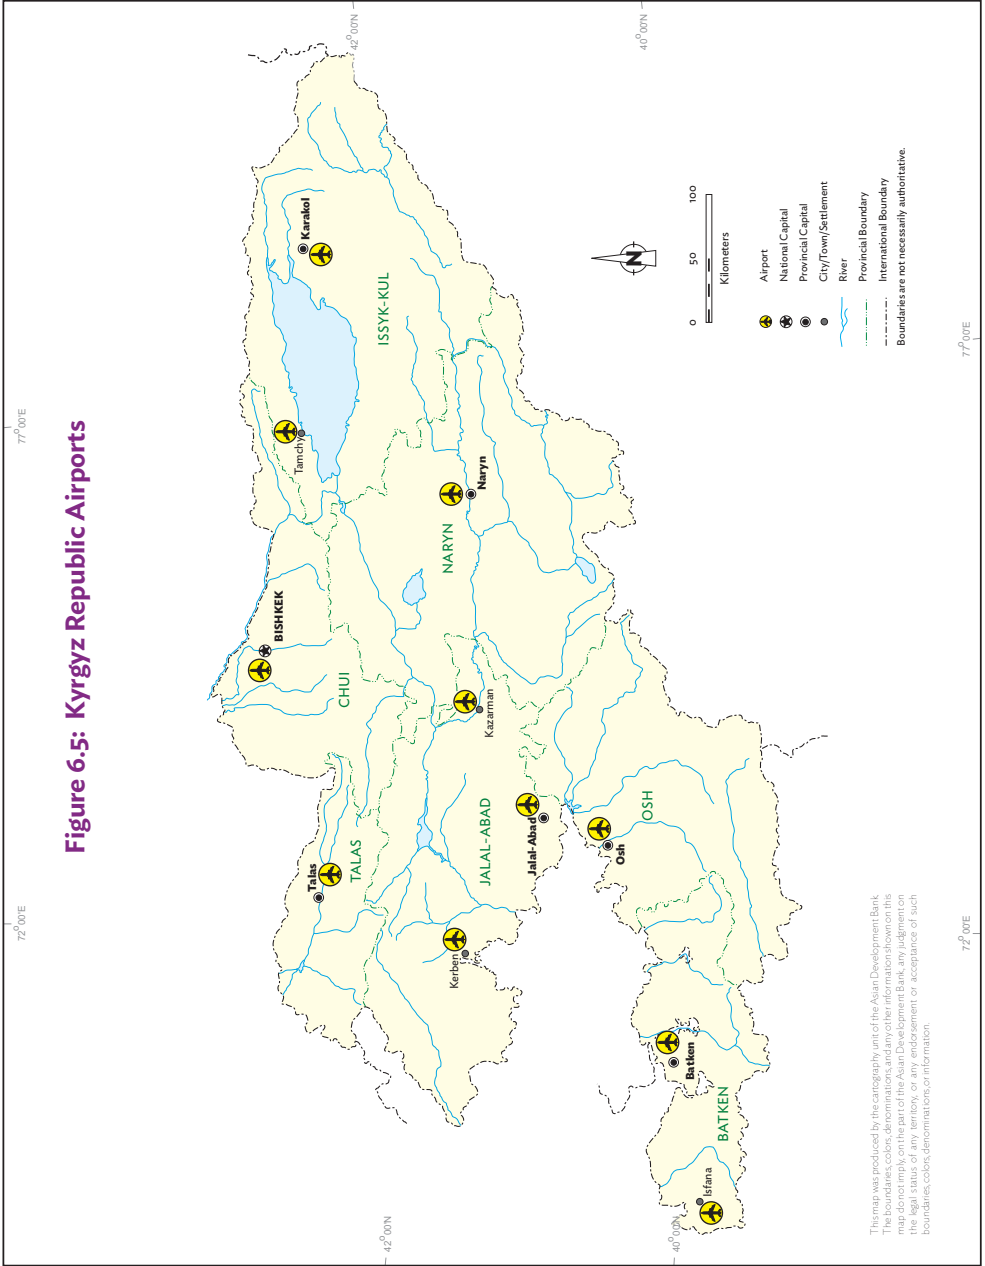 Figure 6.5: Kyrgyz Republic Airports
77°00'E
72°00'E
42°00'N
40°00'N
42°00'N
40°00'N
77°00'E
72°00'E
Talas
TALAS
CHUI
BISHKEK
Tamchy
Karakol
ISSYK-KUL
Naryn
NARYN
Kazarman
Kerben
JALAL-ABAD
Jalal-Abad
Osh
OSH
Batken
BATKEN
Isfana
N
0 50 100
Kilometers
Airport
National Capital
Provincial Capital
City/Town/Settlement
River
Provincial Boundary
International Boundary
Boundaries are not necessarily authoritative.
This map was produced by the cartography unit of the Asian Development Bank.
The boundaries, colors, denominations, and any other information shown on this
map do not imply, on the part of the Asian Development Bank, any judgment on
the legal status of any territory, or any endorsement or acceptance of such
boundaries, colors, denominations, or information.